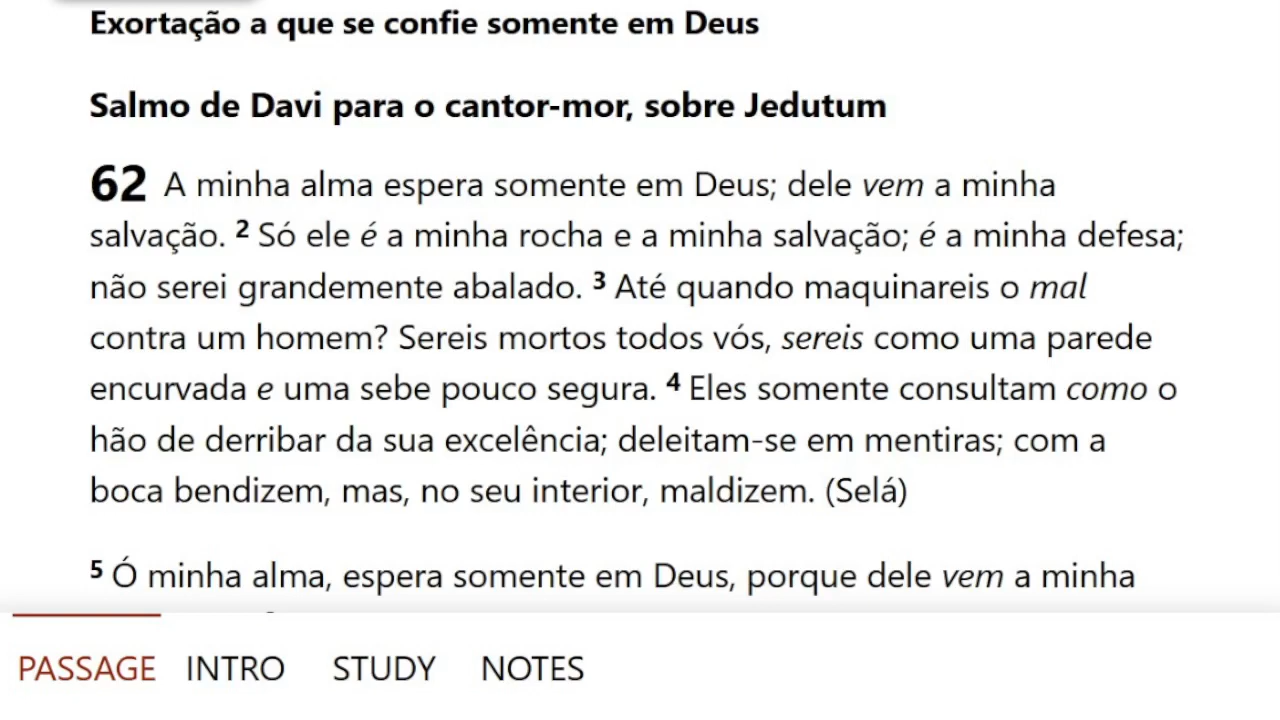 Exortação a que se confie somente em Deus
Salmo de Davi para o cantor-mor, sobre Jedutum
62 A minha alma espera somente em Deus; dele vem a minha
salvação. 2 Só ele é a minha rocha e a minha salvação; é a minha defesa;
não serei grandemente abalado. 3 Até quando maquinareis o mal
contra um homem? Sereis mortos todos vós, sereis como uma parede
encurvada e uma sebe pouco segura. 4 Eles somente consultam como o
hão de derribar da sua excelência; deleitam-se em mentiras; com a
boca bendizem, mas, no seu interior, maldizem. (Selá)
5 Ó minha alma, espera somente em Deus, porque dele vem a minha
PASSAGE INTRO STUDY NOTES